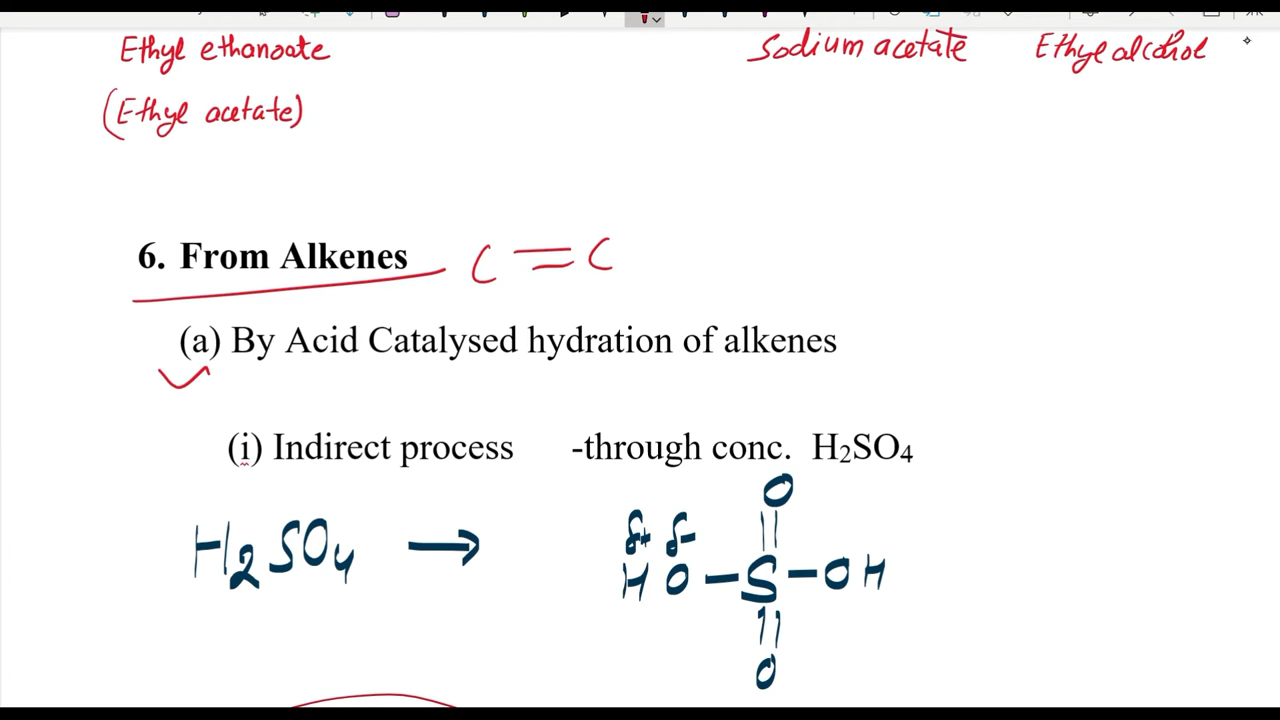 Ethyl ethanoate Sodium acetate Ethyl alcohol
(Ethyl acetate)
6. From Alkenes C = C
(a) By Acid Catalysed hydration of alkenes
(i) Indirect process -through conc. H₂SO₄
O
δ+ δ-
H₂SO₄ → H O – S – O H
O